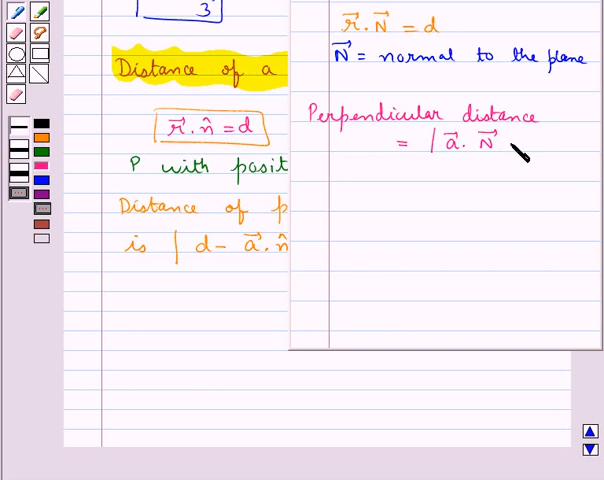 3
Distance of a
r⃗ . n̂ = d
P with posit
Distance of p
is | d - a⃗ . n̂
r⃗ . N⃗ = d
N⃗ = normal to the plane
Perpendicular distance
= | a⃗ . N⃗